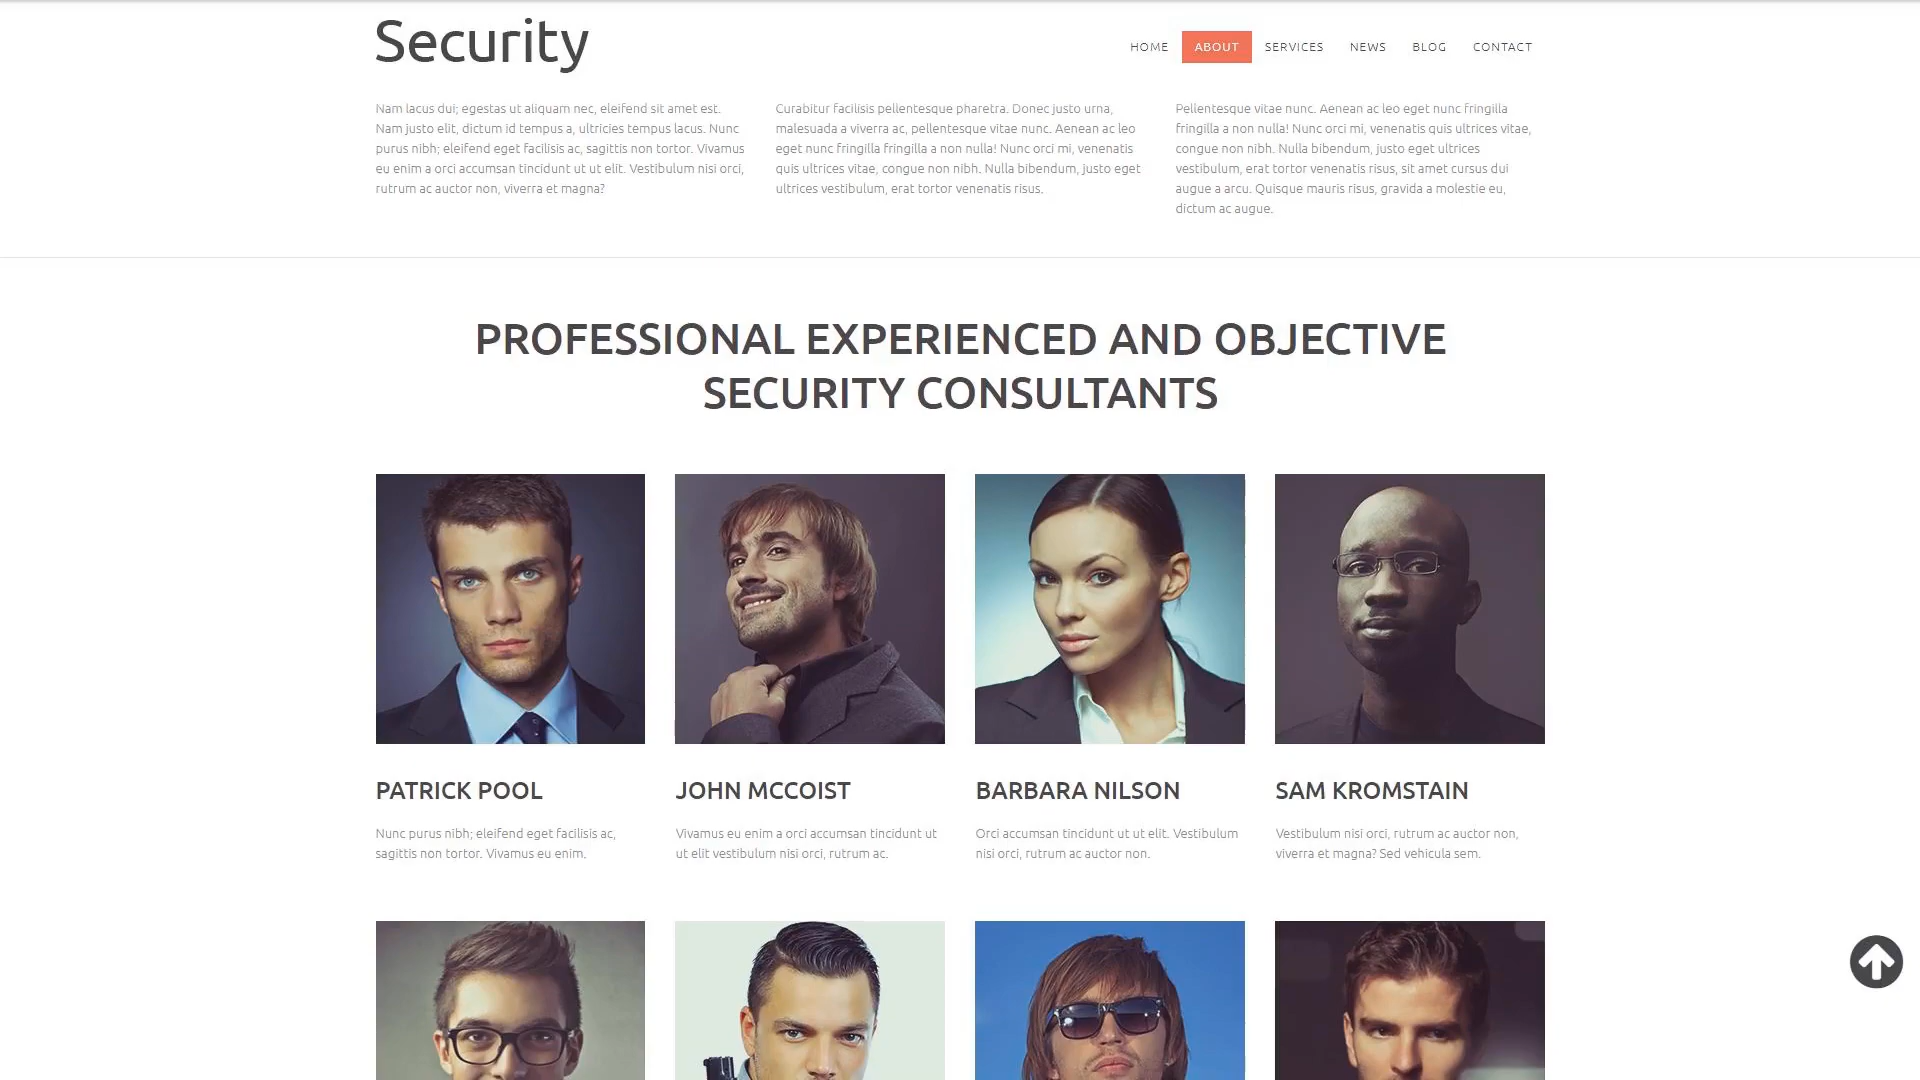 Security
HOME
ABOUT
SERVICES
NEWS
BLOG
CONTACT
Nam lacus dui; egestas ut aliquam nec, eleifend sit amet est.
Nam justo elit, dictum id tempus a, ultricies tempus lacus. Nunc
purus nibh; eleifend eget facilisis ac, sagittis non tortor. Vivamus
eu enim a orci accumsan tincidunt ut ut elit. Vestibulum nisi orci,
rutrum ac auctor non, viverra et magna?
Curabitur facilisis pellentesque pharetra. Donec justo urna,
malesuada a viverra ac, pellentesque vitae nunc. Aenean ac leo
eget nunc fringilla fringilla a non nulla! Nunc orci mi, venenatis
quis ultrices vitae, congue non nibh. Nulla bibendum, justo eget
ultrices vestibulum, erat tortor venenatis risus.
Pellentesque vitae nunc. Aenean ac leo eget nunc fringilla
fringilla a non nulla! Nunc orci mi, venenatis quis ultrices vitae,
congue non nibh. Nulla bibendum, justo eget ultrices
vestibulum, erat tortor venenatis risus, sit amet cursus dui
augue a arcu. Quisque mauris risus, gravida a molestie eu,
dictum ac augue.
PROFESSIONAL EXPERIENCED AND OBJECTIVE
SECURITY CONSULTANTS
PATRICK POOL
Nunc purus nibh; eleifend eget facilisis ac,
sagittis non tortor. Vivamus eu enim.
JOHN MCCOIST
Vivamus eu enim a orci accumsan tincidunt ut
ut elit vestibulum nisi orci, rutrum ac.
BARBARA NILSON
Orci accumsan tincidunt ut ut elit. Vestibulum
nisi orci, rutrum ac auctor non.
SAM KROMSTAIN
Vestibulum nisi orci, rutrum ac auctor non,
viverra et magna? Sed vehicula sem.